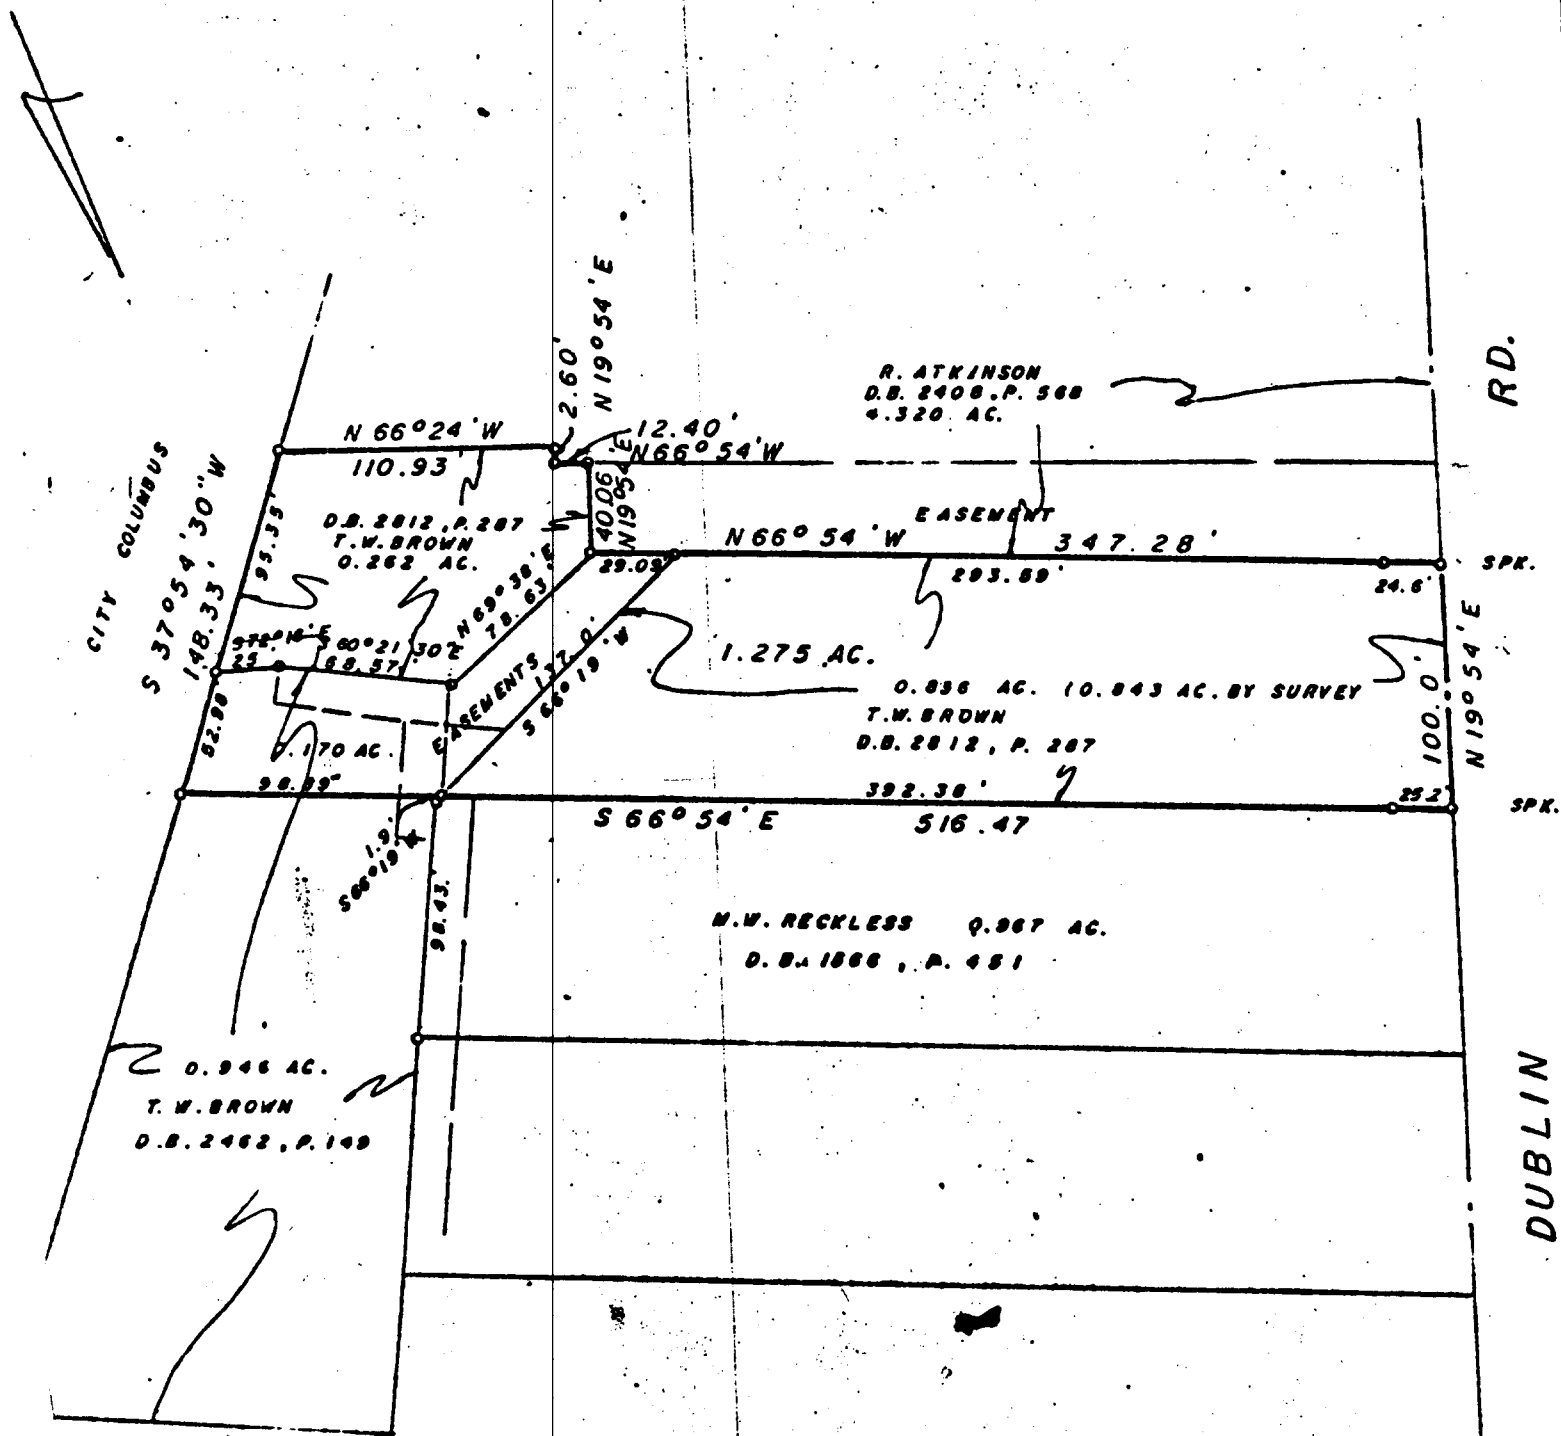 RD.
N 19° 54' E
2.60'
R. ATKINSON
D.B. 2408, P. 568
4.320 AC.
N 66° 24' W
110.93
12.40'
N 66° 54' W
CITY COLUMBUS
S 37° 54' 30" W
148.33'
95.35'
D.B. 2812, P. 287
T.W. BROWN
0.262 AC.
40.06'
N 19° 54' E
EASEMENT
N 66° 54' W
347.28'
29.09
293.59'
24.6'
SPK.
N 69° 38' E
78.63'
S 60° 21' 30" E
25
68.57'
1.275 AC.
137.0'
S 66° 19' W
EASEMENTS
0.836 AC. (0.843 AC. BY SURVEY
T.W. BROWN
D.B. 2812, P. 287
100.0'
N 19° 54' E
52.98
0.170 AC.
98.89'
392.38'
25.2'
SPK.
S 66° 54' E
516.47
1.9'
S 66° 19' W
98.43'
M.W. RECKLESS 0.967 AC.
D.B. 1866, P. 451
0.946 AC.
T.W. BROWN
D.B. 2462, P. 149
DUBLIN